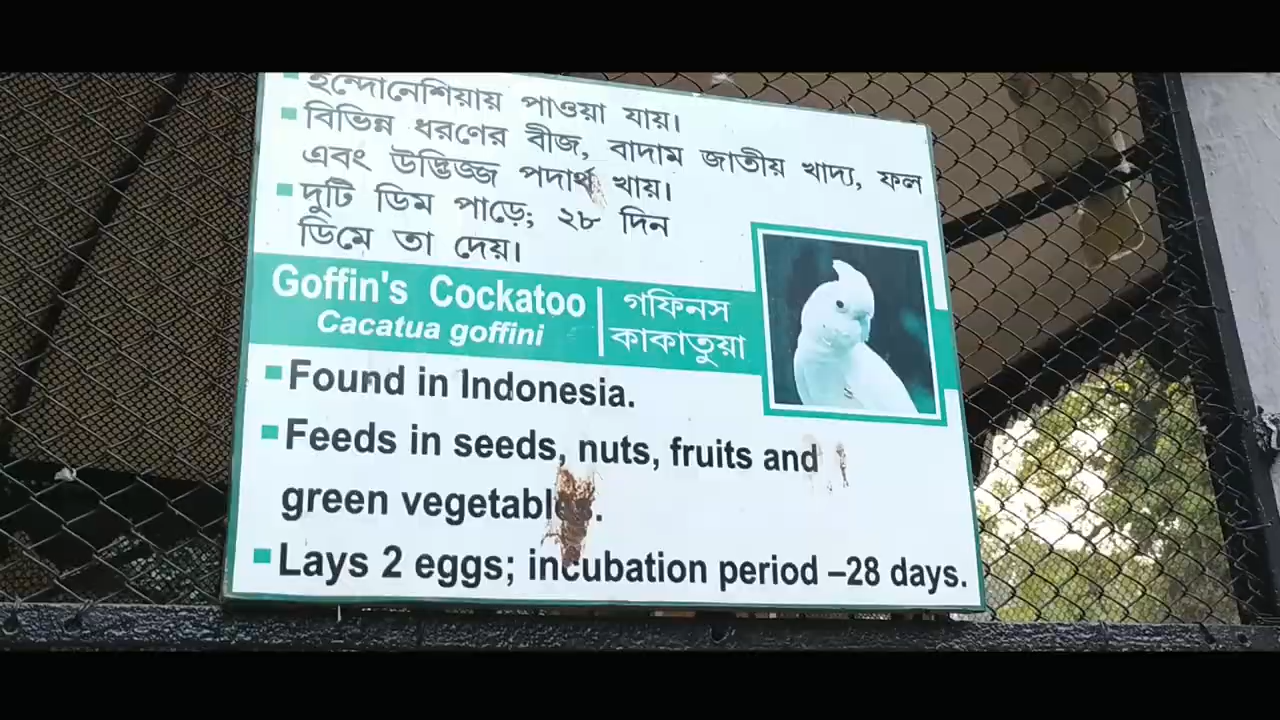 ইন্দোনেশিয়ায় পাওয়া যায়।
বিভিন্ন ধরণের বীজ, বাদাম জাতীয় খাদ্য, ফল
এবং উদ্ভিজ্জ পদার্থ খায়।
দুটি ডিম পাড়ে; ২৮ দিন
ডিমে তা দেয়।
Goffin's Cockatoo
Cacatua goffini
গফিনস
কাকাতুয়া
Found in Indonesia.
Feeds in seeds, nuts, fruits and
green vegetables.
Lays 2 eggs; incubation period –28 days.